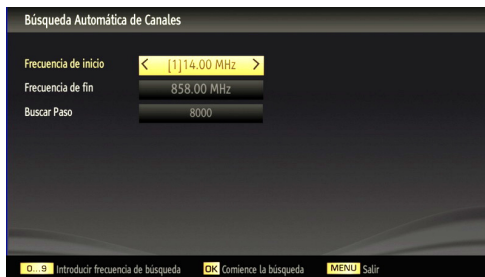 Búsqueda Automática de Canales
Frecuencia de inicio < [1]14.00 MHz >
Frecuencia de fin 858.00 MHz
Buscar Paso 8000
0...9 Introducir frecuencia de búsqueda OK Comience la búsqueda MENU Salir